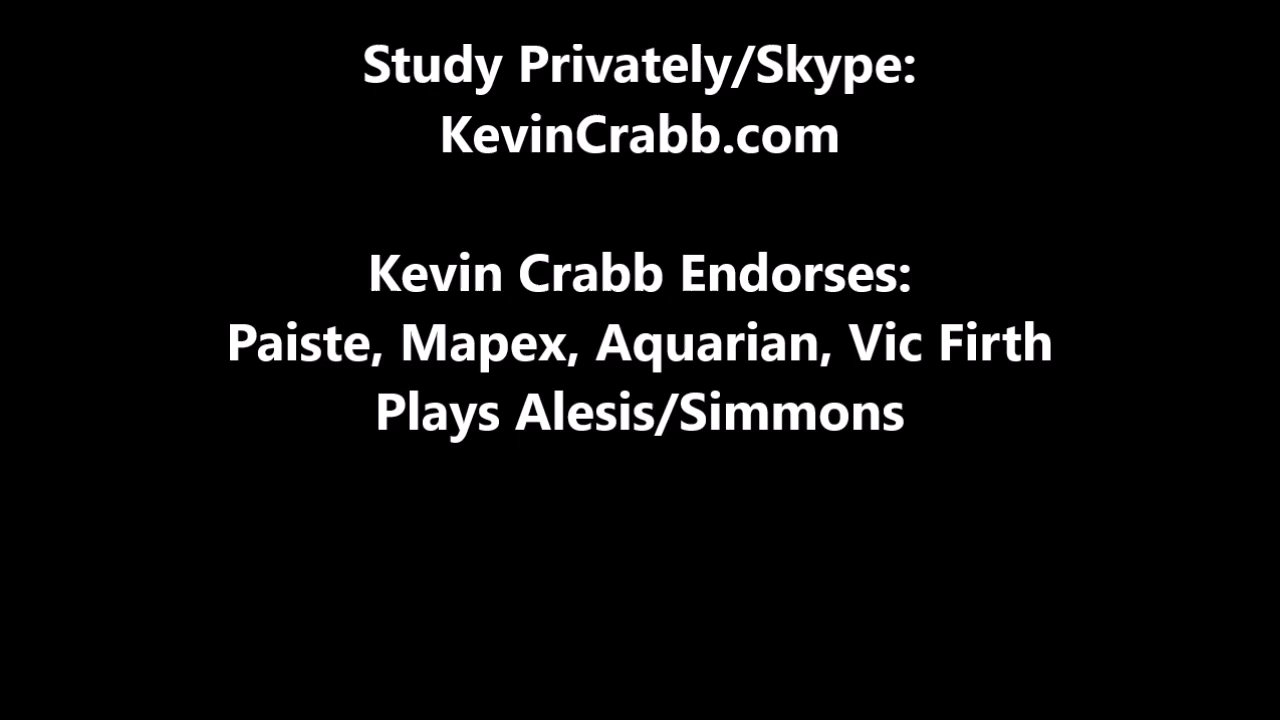 Study Privately/Skype:
KevinCrabb.com
Kevin Crabb Endorses:
Paiste, Mapex, Aquarian, Vic Firth
Plays Alesis/Simmons